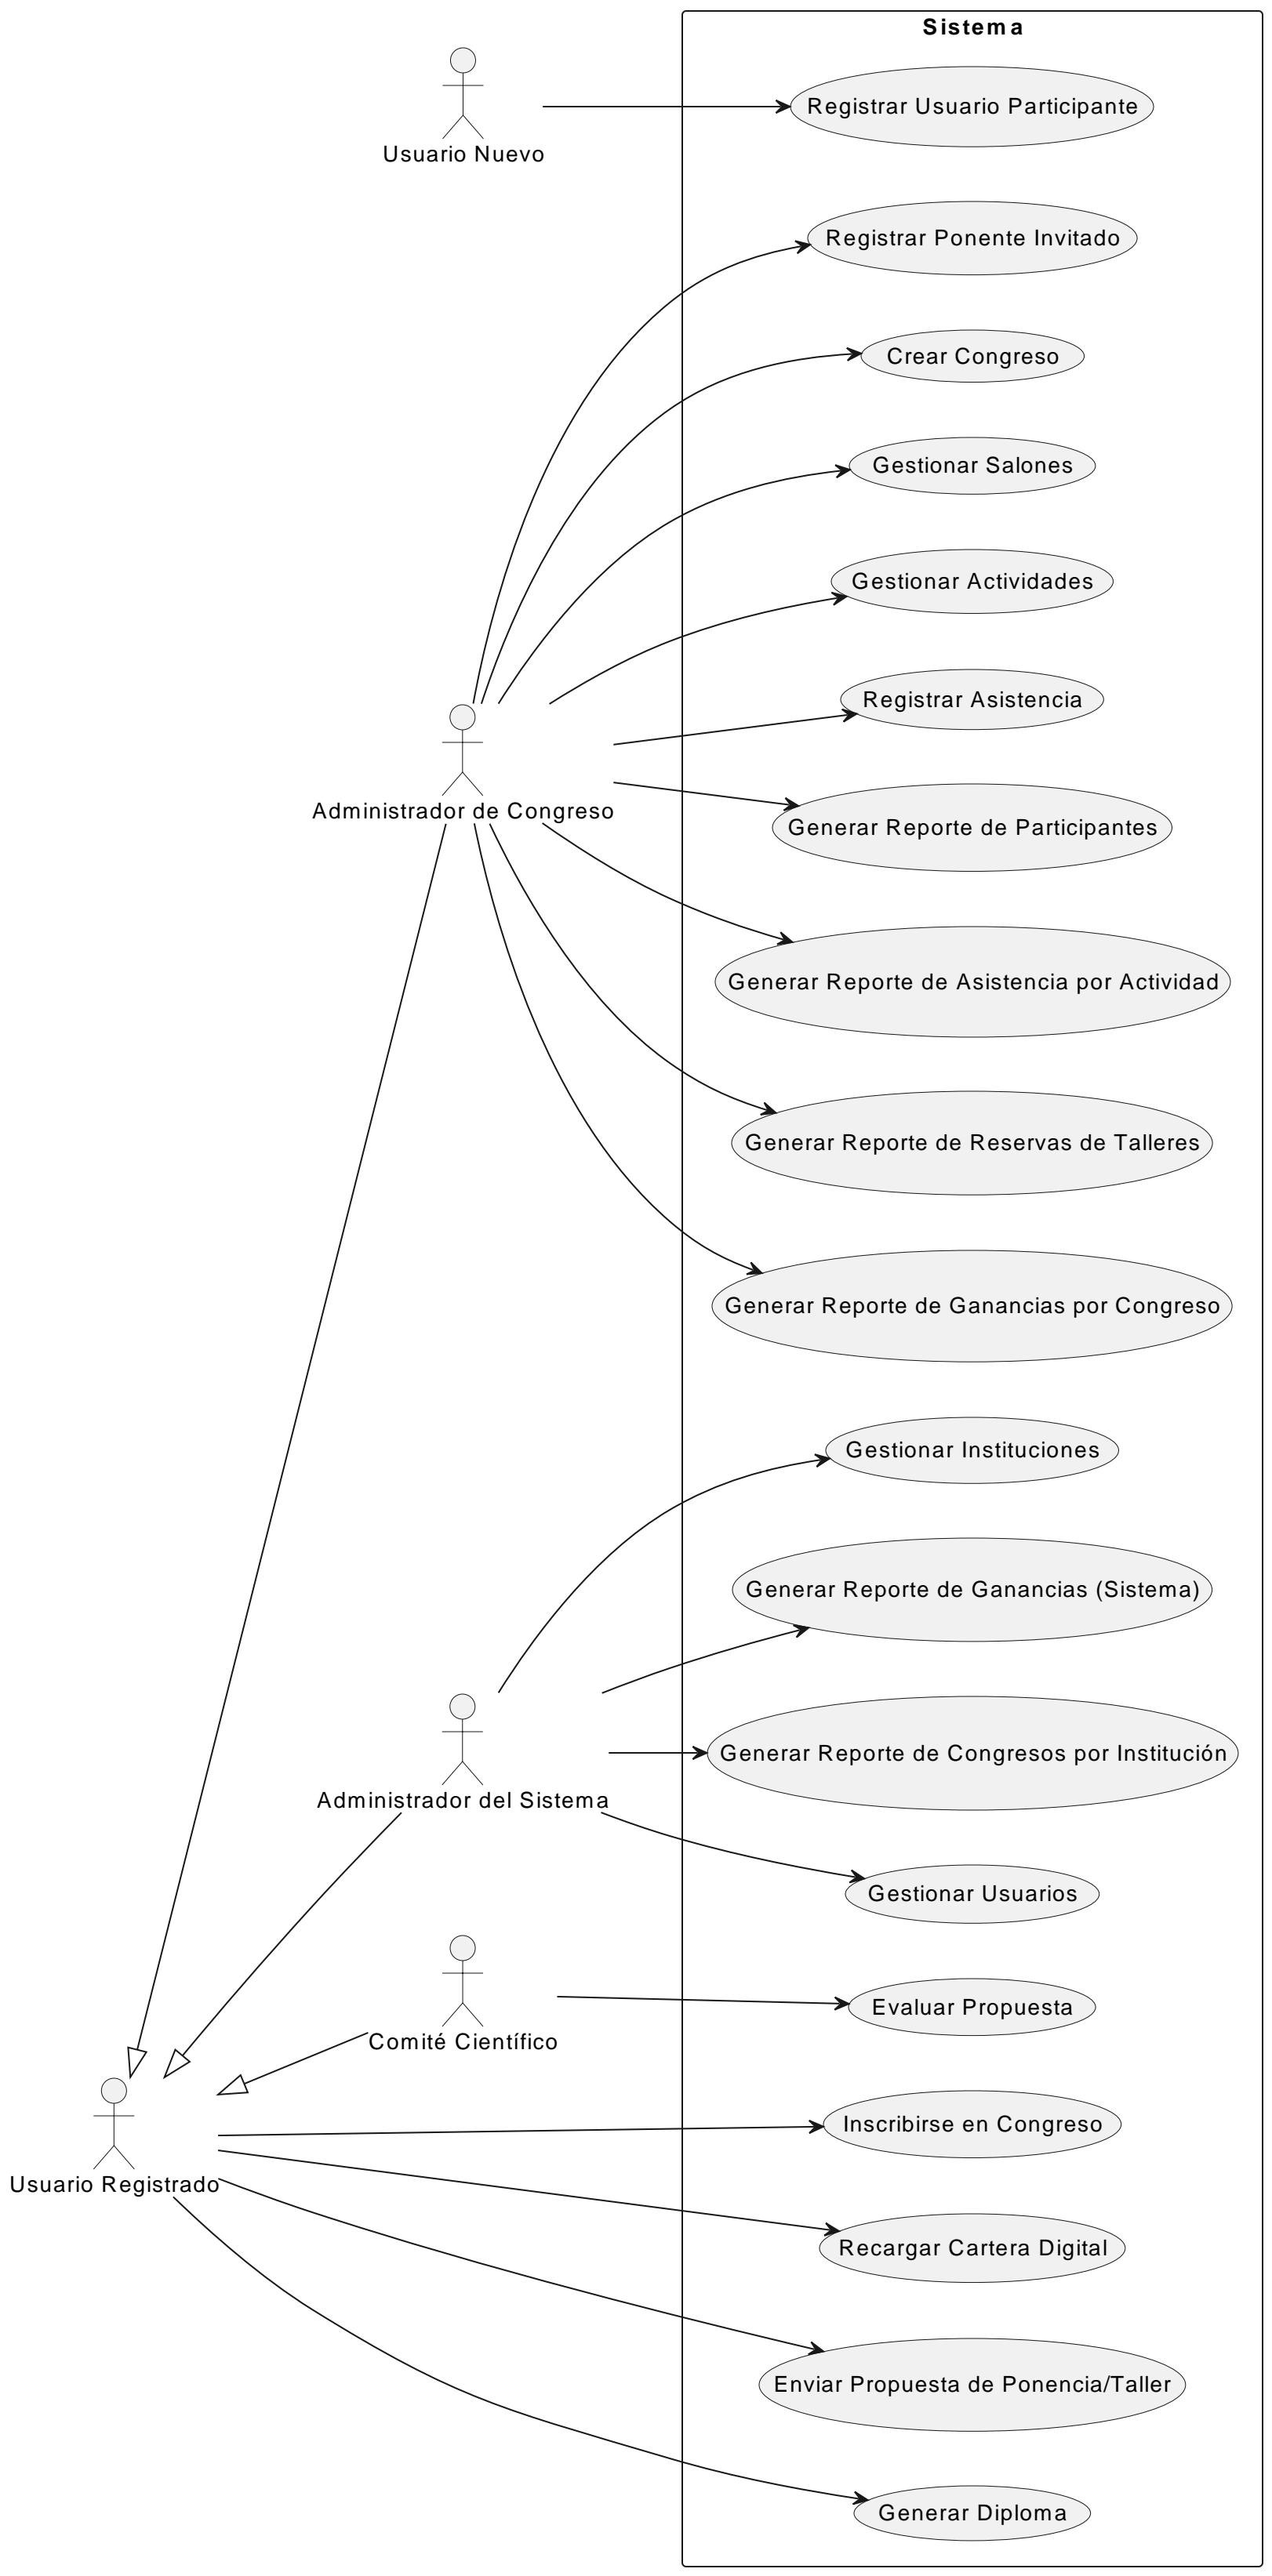 Sistema
Registrar Usuario Participante
Usuario Nuevo
Registrar Ponente Invitado
Crear Congreso
Gestionar Salones
Gestionar Actividades
Registrar Asistencia
Administrador de Congreso
Generar Reporte de Participantes
Generar Reporte de Asistencia por Actividad
Generar Reporte de Reservas de Talleres
Generar Reporte de Ganancias por Congreso
Gestionar Instituciones
Generar Reporte de Ganancias (Sistema)
Generar Reporte de Congresos por Institución
Administrador del Sistema
Gestionar Usuarios
Evaluar Propuesta
Comité Científico
Inscribirse en Congreso
Usuario Registrado
Recargar Cartera Digital
Enviar Propuesta de Ponencia/Taller
Generar Diploma